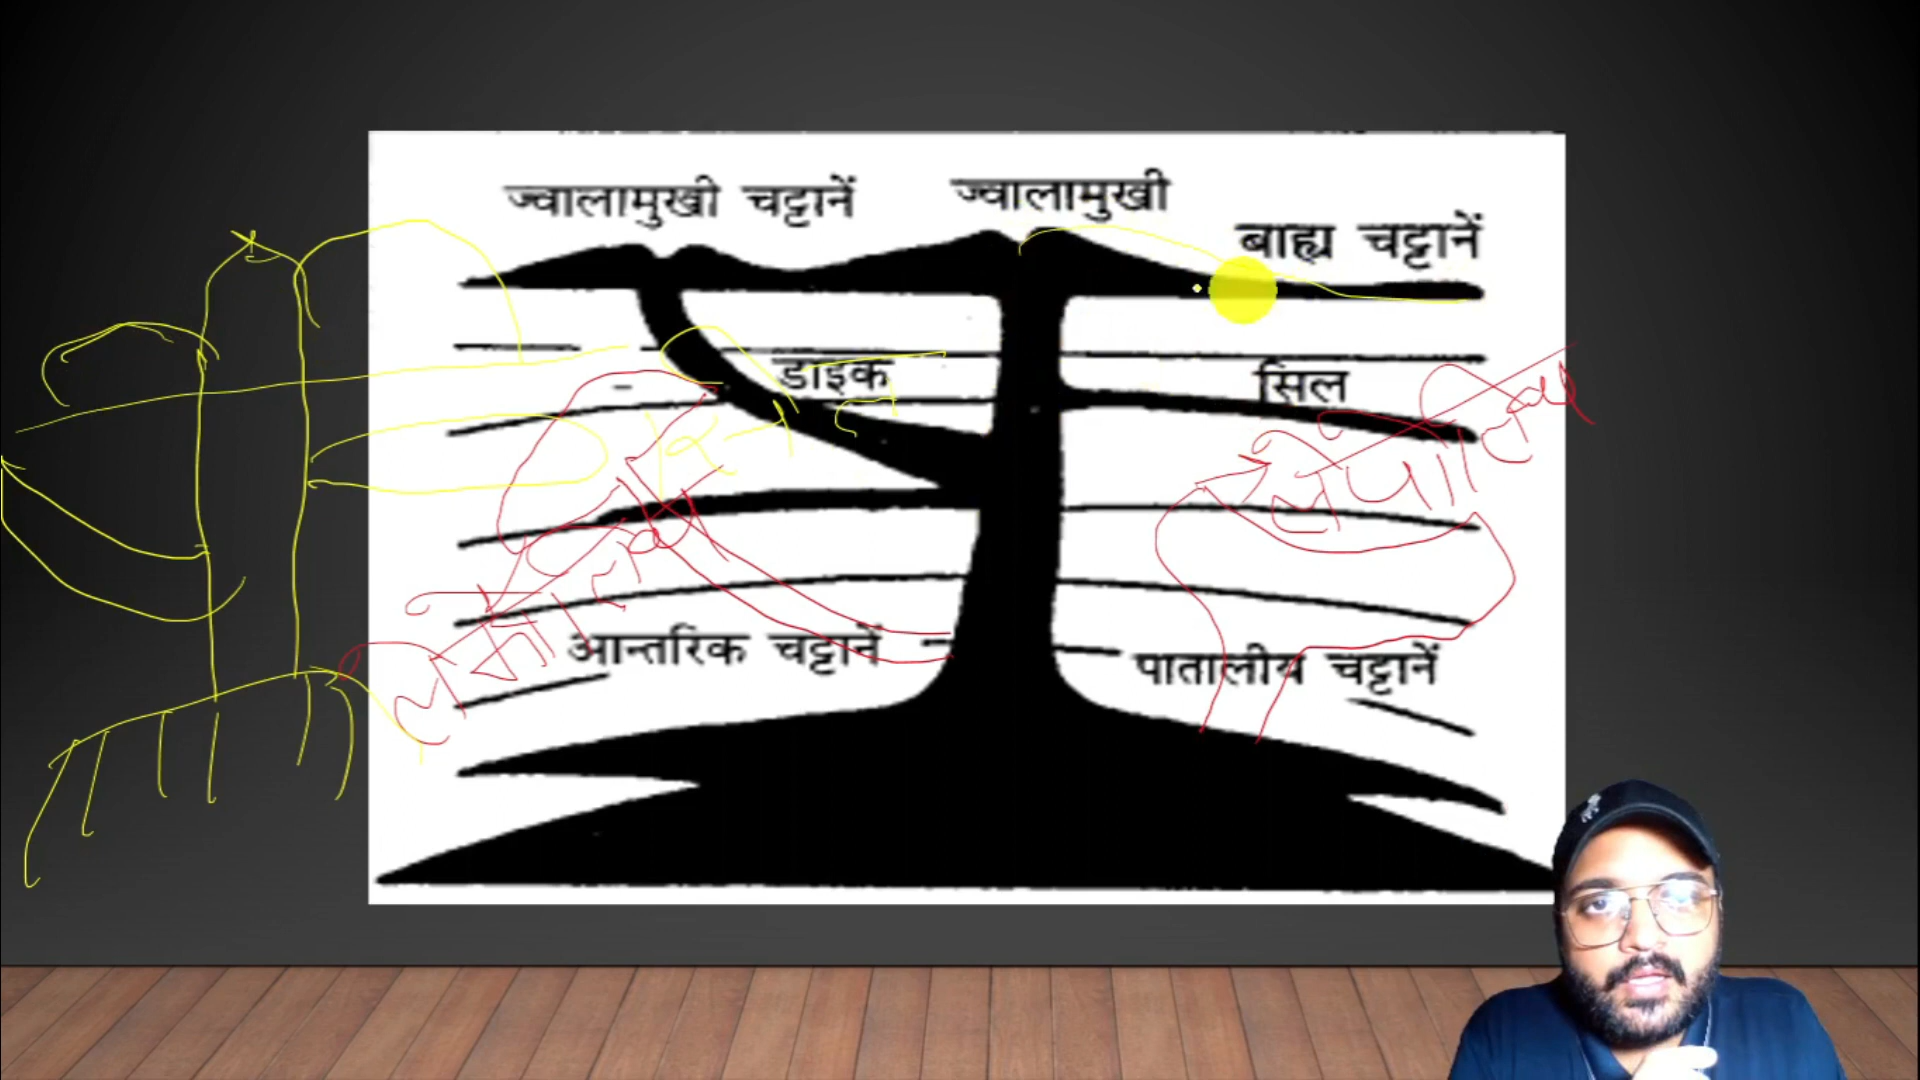 ज्वालामुखी चट्टानें
ज्वालामुखी
बाह्य चट्टानें
डाइक
सिल
लैकोलिथ
लैपोलिथ
आन्तरिक चट्टानें
पातालीय चट्टानें